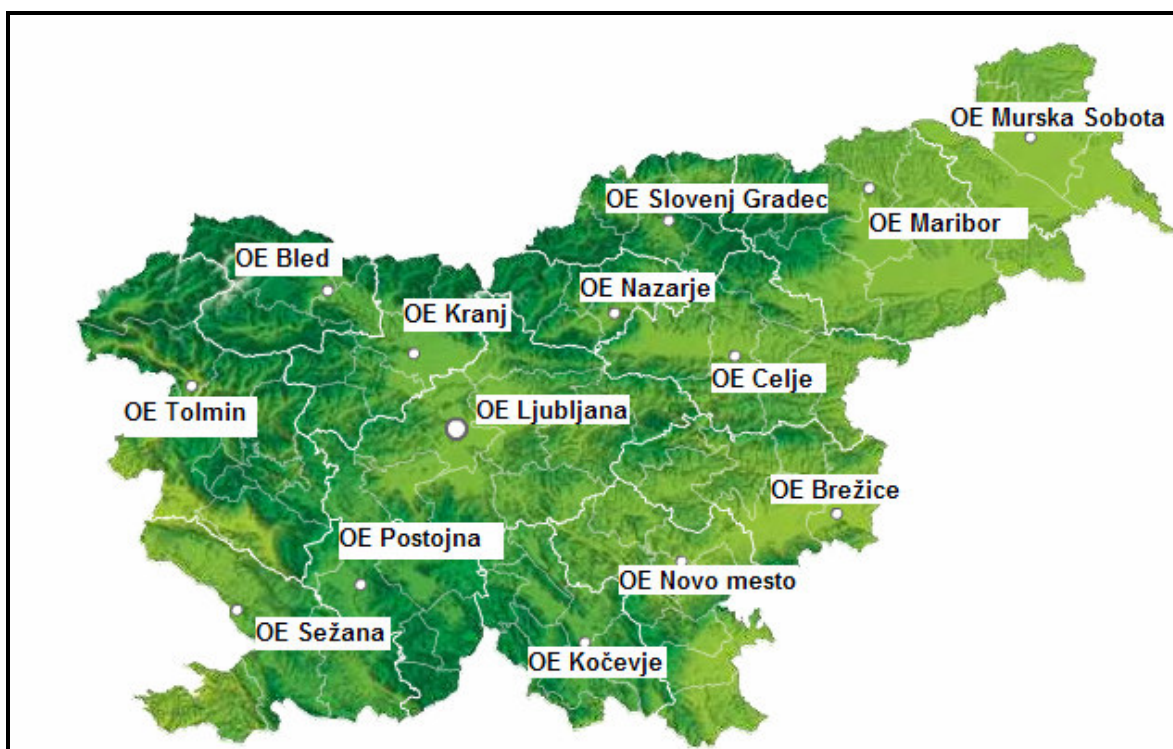 OE Murska Sobota
OE Slovenj Gradec
OE Maribor
OE Bled
OE Nazarje
OE Kranj
OE Celje
OE Tolmin
OE Ljubljana
OE Brežice
OE Postojna
OE Novo mesto
OE Sežana
OE Kočevje